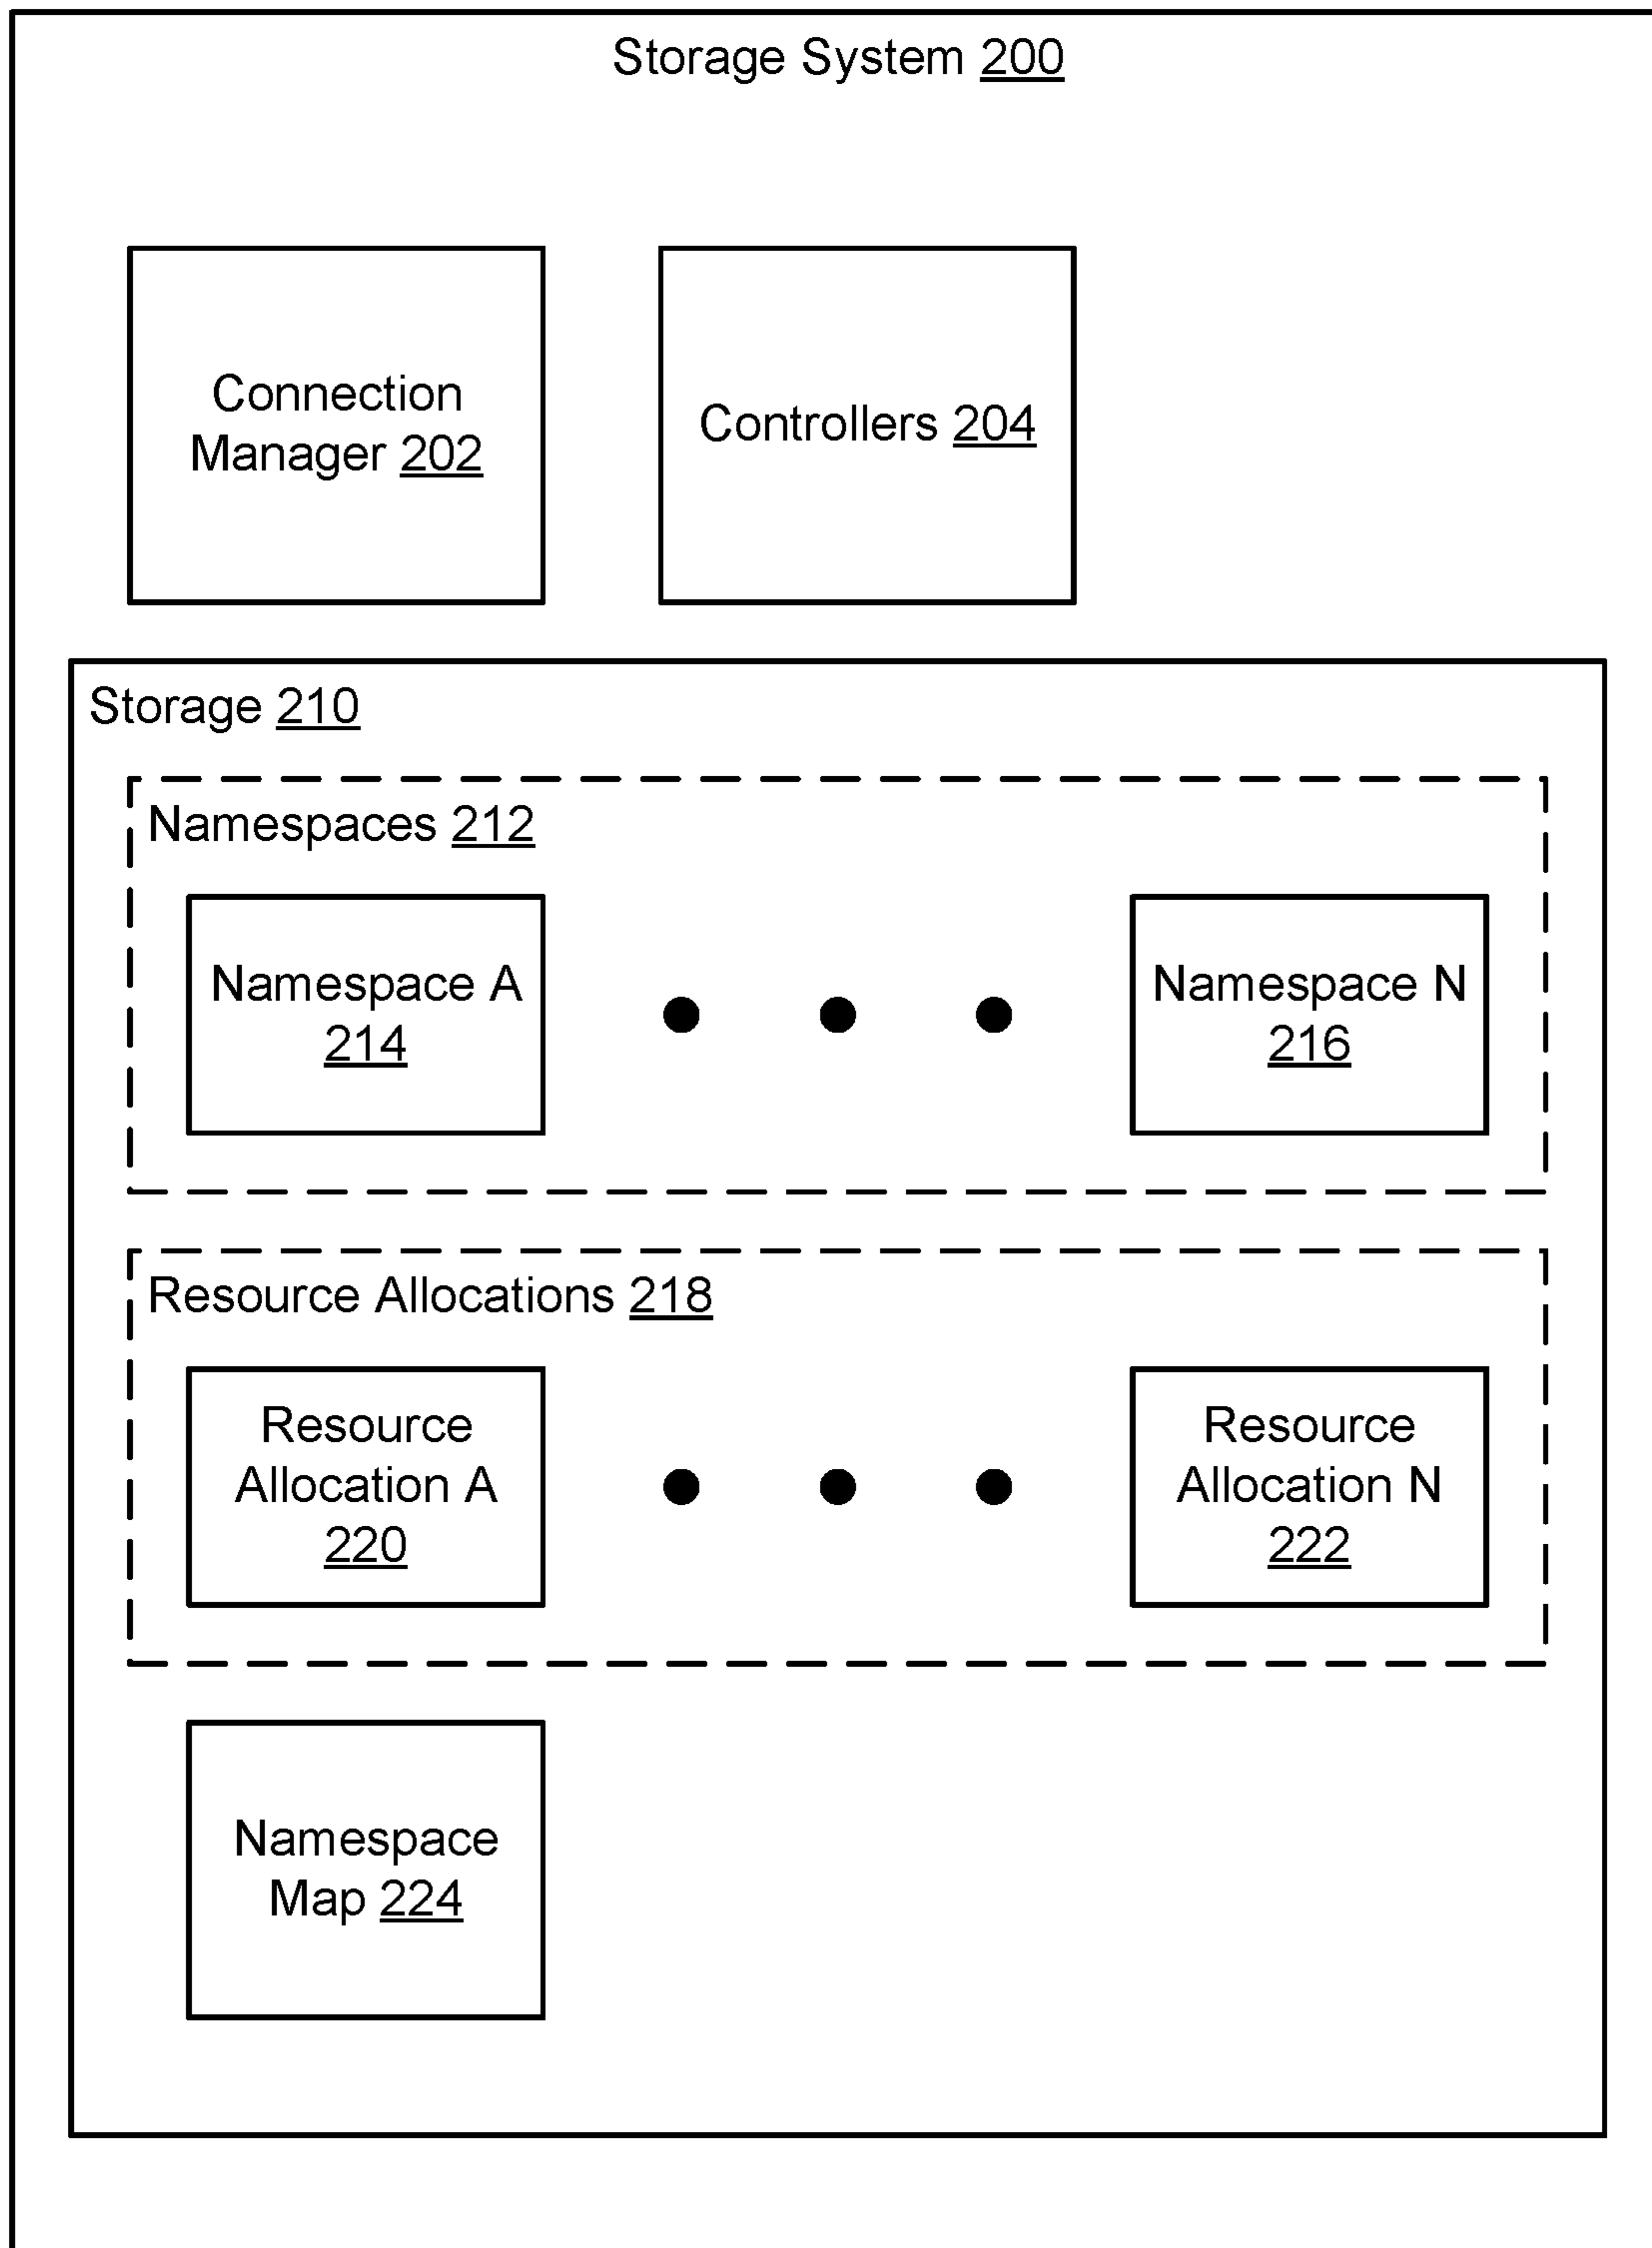 Storage System 200
Connection
Manager 202
Controllers 204
Storage 210
Namespaces 212
Namespace A
214
Namespace N
216
Resource Allocations 218
Resource
Allocation A
220
Resource
Allocation N
222
Namespace
Map 224